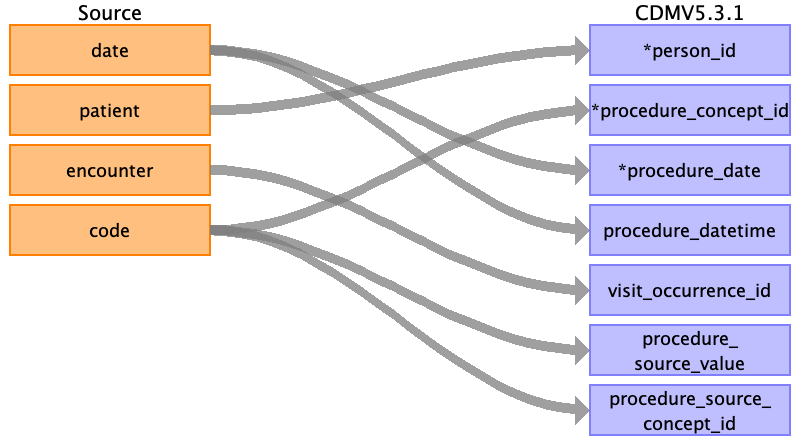 Source
CDMV5.3.1
date
*person_id
patient
*procedure_concept_id
encounter
*procedure_date
code
procedure_datetime
visit_occurrence_id
procedure_
source_value
procedure_source_
concept_id